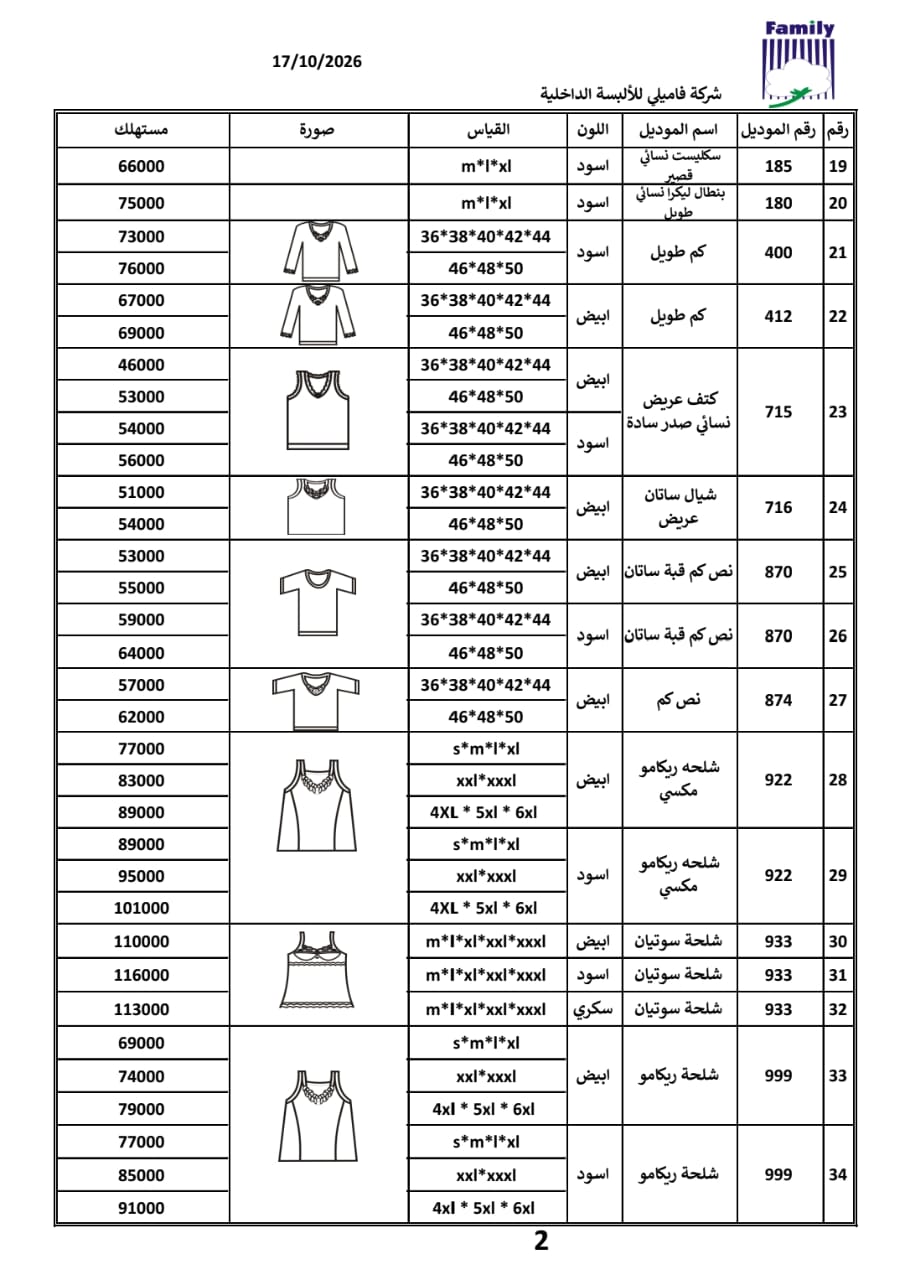 Family
17/10/2026
شركة فاميلي للألبسة الداخلية
رقم | رقم الموديل | اسم الموديل | اللون | القياس | صورة | مستهلك
19 | 185 | سكليست نسائي قصير | اسود | m*l*xl | 66000
20 | 180 | بنطال ليكرا نسائي طويل | اسود | m*l*xl | 75000
21 | 400 | كم طويل | اسود | 36*38*40*42*44 | 73000
46*48*50 | 76000
22 | 412 | كم طويل | ابيض | 36*38*40*42*44 | 67000
46*48*50 | 69000
23 | 715 | كتف عريض نسائي صدر سادة | ابيض | 36*38*40*42*44 | 46000
46*48*50 | 53000
اسود | 36*38*40*42*44 | 54000
46*48*50 | 56000
24 | 716 | شيال ساتان عريض | ابيض | 36*38*40*42*44 | 51000
46*48*50 | 54000
25 | 870 | نص كم قبة ساتان | ابيض | 36*38*40*42*44 | 53000
46*48*50 | 55000
26 | 870 | نص كم قبة ساتان | اسود | 36*38*40*42*44 | 59000
46*48*50 | 64000
27 | 874 | نص كم | ابيض | 36*38*40*42*44 | 57000
46*48*50 | 62000
28 | 922 | شلحه ريكامو مكسي | ابيض | s*m*l*xl | 77000
xxl*xxxl | 83000
4XL * 5xl * 6xl | 89000
29 | 922 | شلحه ريكامو مكسي | اسود | s*m*l*xl | 89000
xxl*xxxl | 95000
4XL * 5xl * 6xl | 101000
30 | 933 | شلحة سوتيان | ابيض | m*l*xl*xxl*xxxl | 110000
31 | 933 | شلحة سوتيان | اسود | m*l*xl*xxl*xxxl | 116000
32 | 933 | شلحة سوتيان | سكري | m*l*xl*xxl*xxxl | 113000
33 | 999 | شلحة ريكامو | ابيض | s*m*l*xl | 69000
xxl*xxxl | 74000
4xl * 5xl * 6xl | 79000
34 | 999 | شلحة ريكامو | اسود | s*m*l*xl | 77000
xxl*xxxl | 85000
4xl * 5xl * 6xl | 91000
2